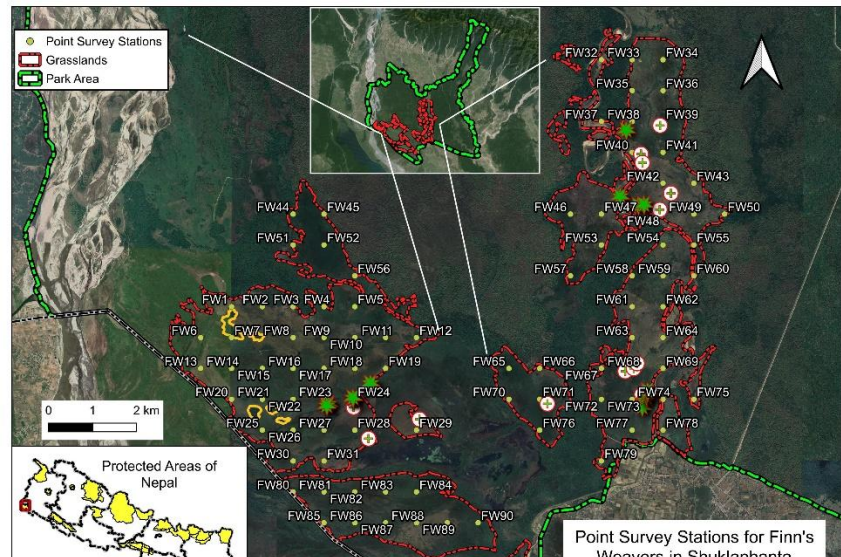 Point Survey Stations
Grasslands
Park Area
FW32 FW33 FW34
FW35 FW36
FW37 FW38 FW39
FW40 FW41
FW42 FW43
FW44 FW45 FW46 FW47 FW49 FW50
FW48
FW51 FW52 FW53 FW54 FW55
FW56 FW57 FW58 FW59 FW60
FW1 FW2 FW3 FW4 FW5 FW61 FW62
FW6 FW7 FW8 FW9 FW10 FW11 FW12 FW63 FW64
FW13 FW14 FW15 FW16 FW17 FW18 FW19 FW65 FW66 FW67 FW68 FW69
FW20 FW21 FW22 FW23 FW24 FW70 FW71 FW72 FW73 FW74 FW75
FW25 FW26 FW27 FW28 FW29 FW76 FW77 FW78
FW30 FW31 FW79
FW80 FW81 FW82 FW83 FW84
FW85 FW86 FW87 FW88 FW89 FW90
0 1 2 km
Protected Areas of
Nepal
Point Survey Stations for Finn's
Weavers in Shuklaphanta